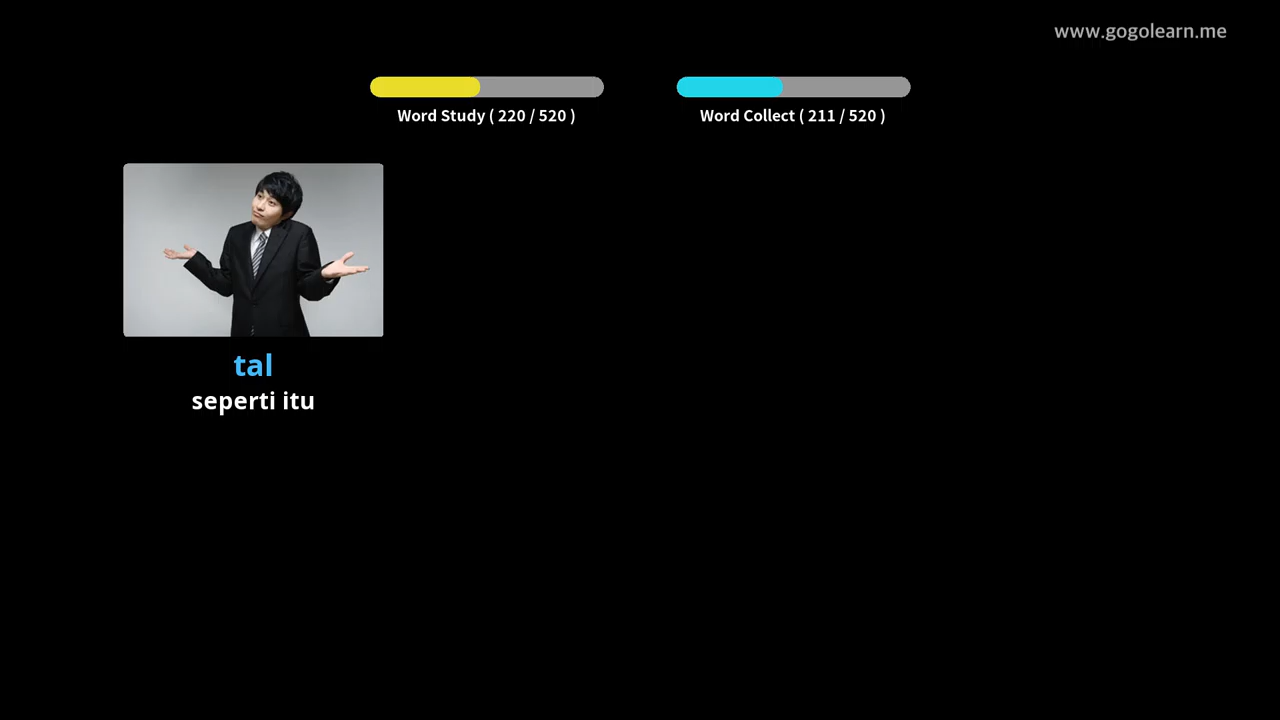 www.gogolearn.me
Word Study ( 220 / 520 )
Word Collect ( 211 / 520 )
tal
seperti itu